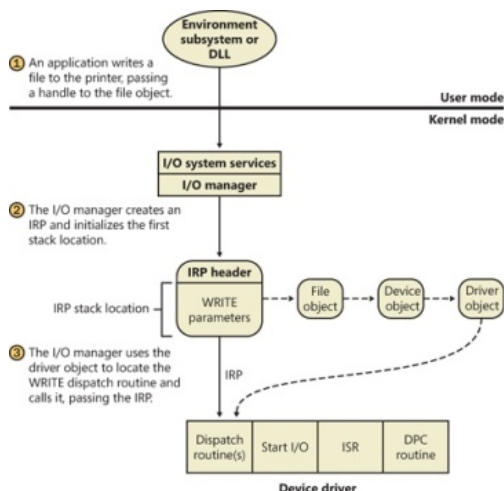 Environment
subsystem or
DLL
1 An application writes a
file to the printer, passing
a handle to the file object.
User mode
Kernel mode
I/O system services
I/O manager
2 The I/O manager creates an
IRP and initializes the first
stack location.
IRP header
WRITE
parameters
IRP stack location
File
object
Device
object
Driver
object
3 The I/O manager uses the
driver object to locate the
WRITE dispatch routine and
calls it, passing the IRP.
IRP
Dispatch
routine(s)
Start I/O
ISR
DPC
routine
Device driver